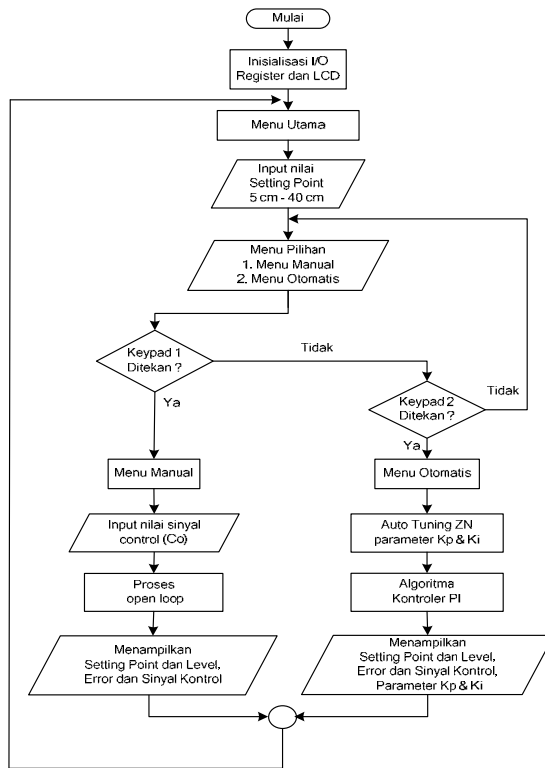 Mulai
Inisialisasi I/O
Register dan LCD
Menu Utama
Input nilai
Setting Point
5 cm - 40 cm
Menu Pilihan
1. Menu Manual
2. Menu Otomatis
Keypad 1
Ditekan ?
Tidak
Ya
Keypad 2
Ditekan ?
Tidak
Ya
Menu Manual
Input nilai sinyal
control (Co)
Proses
open loop
Menampilkan
Setting Point dan Level,
Error dan Sinyal Kontrol
Menu Otomatis
Auto Tuning ZN
parameter Kp & Ki
Algoritma
Kontroler PI
Menampilkan
Setting Point dan Level,
Error dan Sinyal Kontrol,
Parameter Kp & Ki